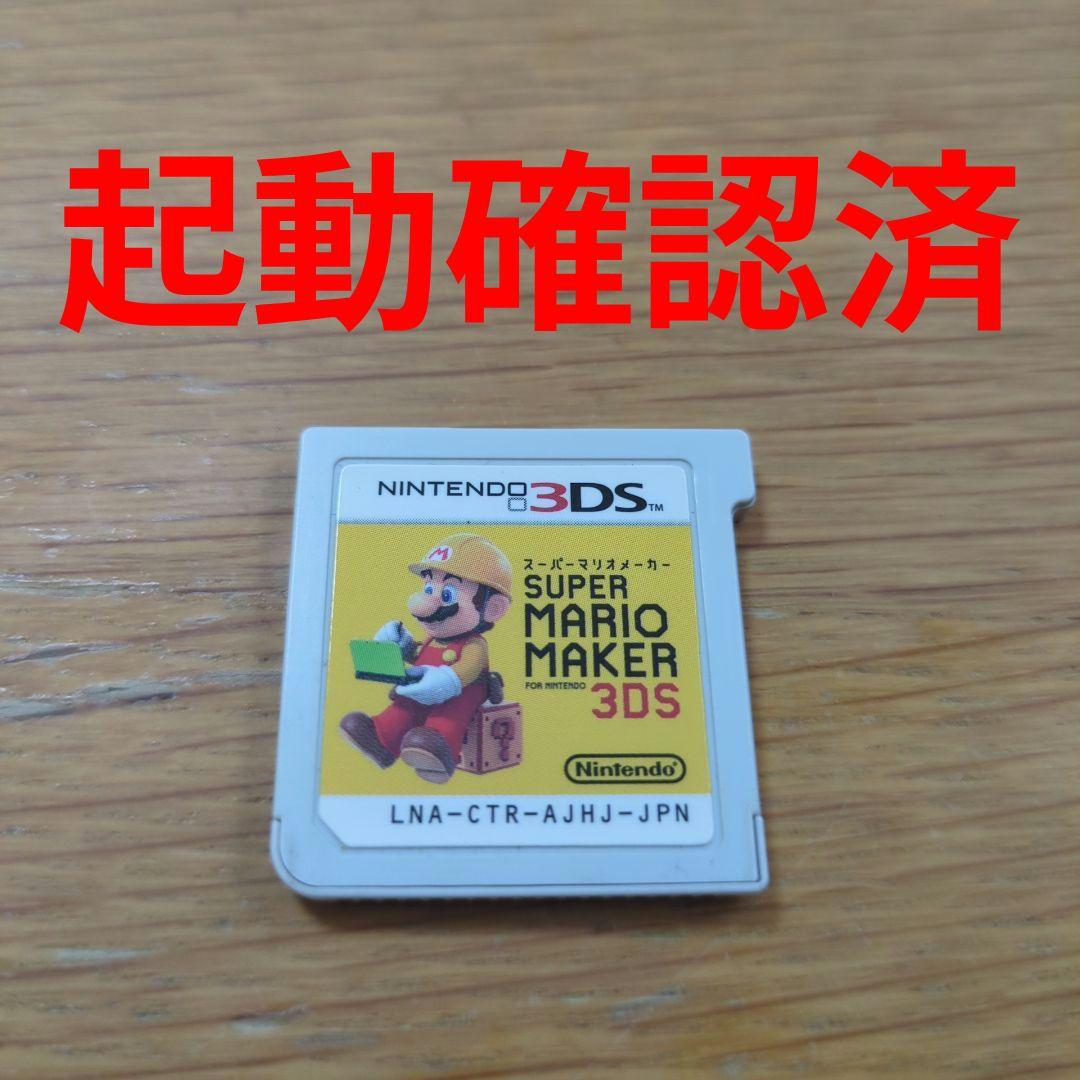 起動確認済
NINTENDO 3DS™
スーパーマリオメーカー
SUPER
MARIO
MAKER
FOR NINTENDO
3DS
M
?
Nintendo
LNA-CTR-AJHJ-JPN